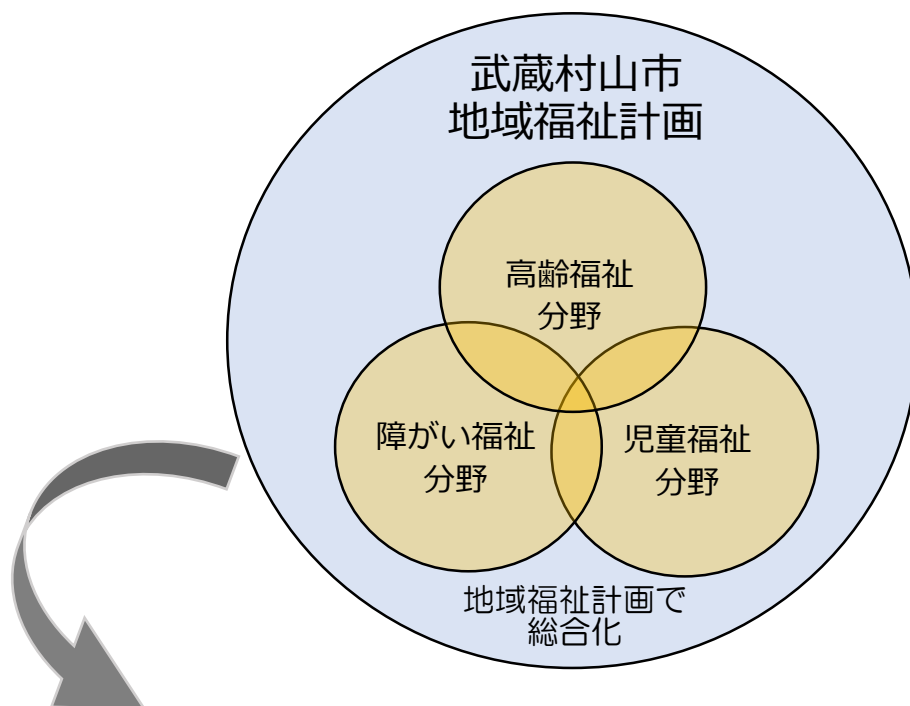 武蔵村山市
地域福祉計画
高齢福祉
分野
障がい福祉
分野
児童福祉
分野
地域福祉計画で
総合化